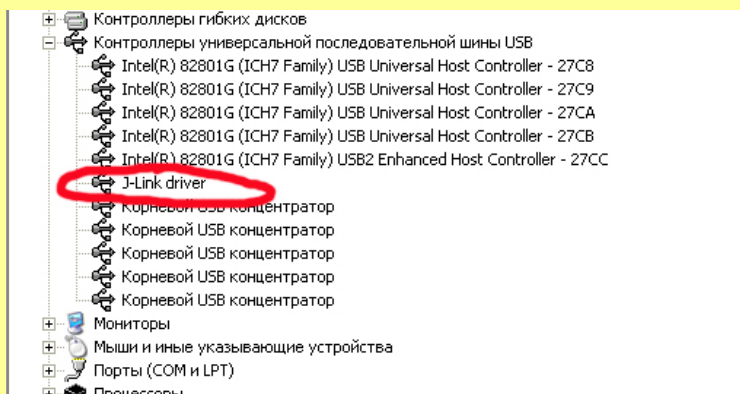 Контроллеры гибких дисков
Контроллеры универсальной последовательной шины USB
Intel(R) 82801G (ICH7 Family) USB Universal Host Controller - 27C8
Intel(R) 82801G (ICH7 Family) USB Universal Host Controller - 27C9
Intel(R) 82801G (ICH7 Family) USB Universal Host Controller - 27CA
Intel(R) 82801G (ICH7 Family) USB Universal Host Controller - 27CB
Intel(R) 82801G (ICH7 Family) USB2 Enhanced Host Controller - 27CC
J-Link driver
Корневой USB концентратор
Корневой USB концентратор
Корневой USB концентратор
Корневой USB концентратор
Корневой USB концентратор
Мониторы
Мыши и иные указывающие устройства
Порты (COM и LPT)
Процессоры